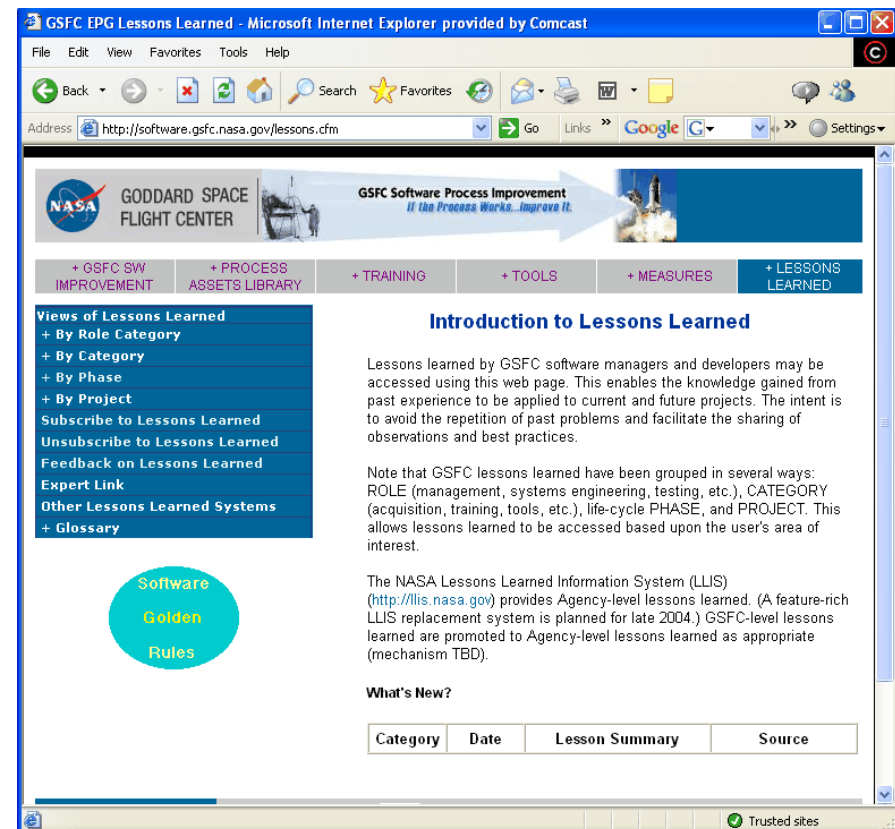 GSFC EPG Lessons Learned - Microsoft Internet Explorer provided by Comcast
File Edit View Favorites Tools Help
Back Search Favorites
Address http://software.gsfc.nasa.gov/lessons.cfm Go Links » Google G » Settings
NASA
GODDARD SPACE
FLIGHT CENTER
GSFC Software Process Improvement
If the Process Works...Improve It.
+ GSFC SW
IMPROVEMENT
+ PROCESS
ASSETS LIBRARY
+ TRAINING
+ TOOLS
+ MEASURES
+ LESSONS
LEARNED
Views of Lessons Learned
+ By Role Category
+ By Category
+ By Phase
+ By Project
Subscribe to Lessons Learned
Unsubscribe to Lessons Learned
Feedback on Lessons Learned
Expert Link
Other Lessons Learned Systems
+ Glossary
Software
Golden
Rules
Introduction to Lessons Learned
Lessons learned by GSFC software managers and developers may be
accessed using this web page. This enables the knowledge gained from
past experience to be applied to current and future projects. The intent is
to avoid the repetition of past problems and facilitate the sharing of
observations and best practices.
Note that GSFC lessons learned have been grouped in several ways:
ROLE (management, systems engineering, testing, etc.), CATEGORY
(acquisition, training, tools, etc.), life-cycle PHASE, and PROJECT. This
allows lessons learned to be accessed based upon the user's area of
interest.
The NASA Lessons Learned Information System (LLIS)
(http://llis.nasa.gov) provides Agency-level lessons learned. (A feature-rich
LLIS replacement system is planned for late 2004.) GSFC-level lessons
learned are promoted to Agency-level lessons learned as appropriate
(mechanism TBD).
What's New?
Category Date Lesson Summary Source
Trusted sites